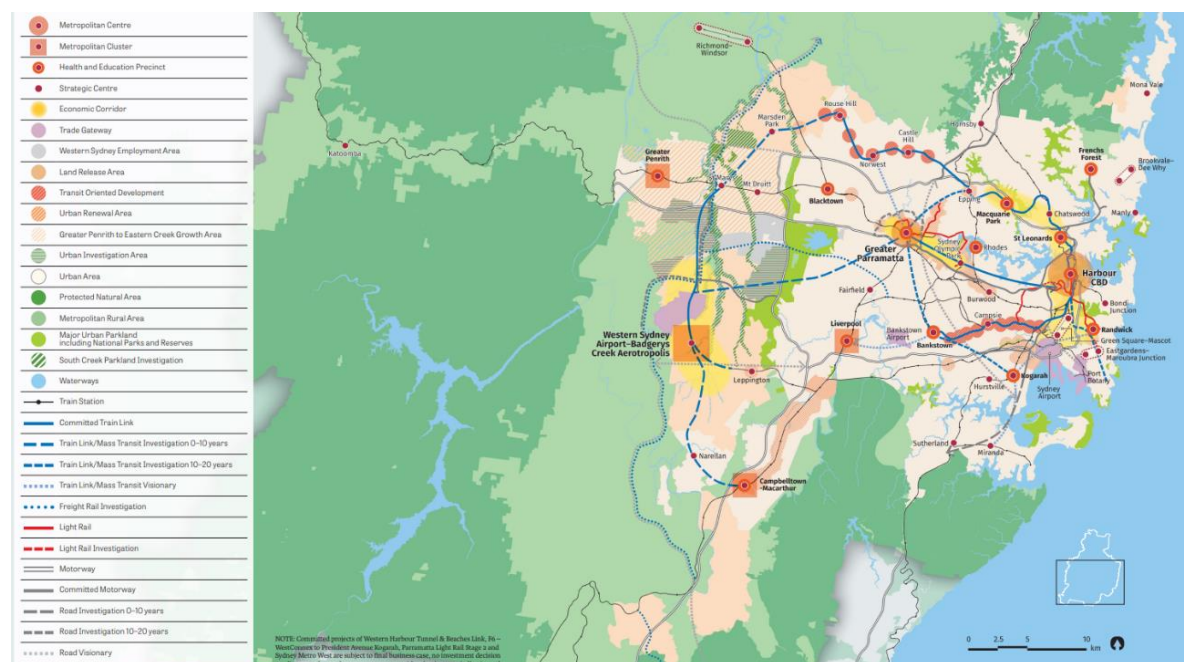 Metropolitan Centre
Metropolitan Cluster
Health and Education Precinct
Strategic Centre
Economic Corridor
Trade Gateway
Western Sydney Employment Area
Land Release Area
Transit Oriented Development
Urban Renewal Area
Greater Penrith to Eastern Creek Growth Area
Urban Investigation Area
Urban Area
Protected Natural Area
Metropolitan Rural Area
Major Urban Parkland
including National Parks and Reserves
South Creek Parkland Investigation
Waterways
Train Station
Committed Train Link
Train Link/Mass Transit Investigation 0–10 years
Train Link/Mass Transit Investigation 10–20 years
Train Link/Mass Transit Visionary
Freight Rail Investigation
Light Rail
Light Rail Investigation
Motorway
Committed Motorway
Road Investigation 0–10 years
Road Investigation 10–20 years
Road Visionary
Richmond–
Windsor
Mona Vale
Rouse Hill
Marsden
Park
Castle
Hill
Hornsby
Norwest
Katoomba
Greater
Penrith
Frenchs
Forest
Brookvale–
Dee Why
St Marys
Mt Druitt
Blacktown
Epping
Macquarie
Park
Chatswood
Manly
Greater
Parramatta
Sydney
Olympic
Park
Rhodes
St Leonards
Harbour
CBD
Fairfield
Burwood
Bondi
Junction
Western Sydney
Airport–Badgerys
Creek Aerotropolis
Liverpool
Bankstown
Airport
Campsie
Bankstown
Randwick
Green Square–Mascot
Eastgardens–
Maroubra Junction
Leppington
Kogarah
Hurstville
Sydney
Airport
Port
Botany
Narellan
Sutherland
Miranda
Campbelltown
–Macarthur
NOTE: Committed projects of Western Harbour Tunnel & Beaches Link, F6 –
WestConnex to President Avenue Kogarah, Parramatta Light Rail Stage 2 and
Sydney Metro West are subject to final business case, no investment decision
0 2.5 5 10
km